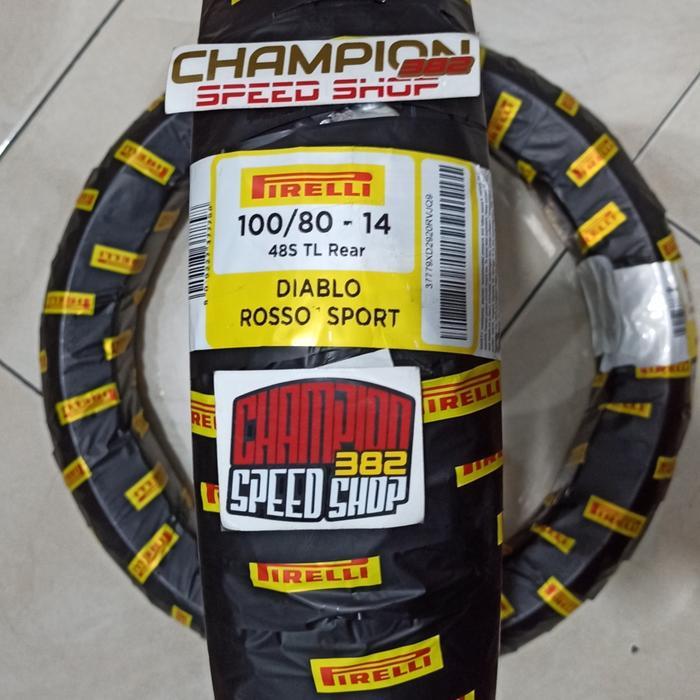 CHAMPION
382
SPEED SHOP
PIRELLI
100/80 - 14
48S TL Rear
DIABLO
ROSSO SPORT
37779XD2920RVJQ9
CHAMPION
382
SPEED SHOP
PIRELLI
PIRELLI
PIRELLI